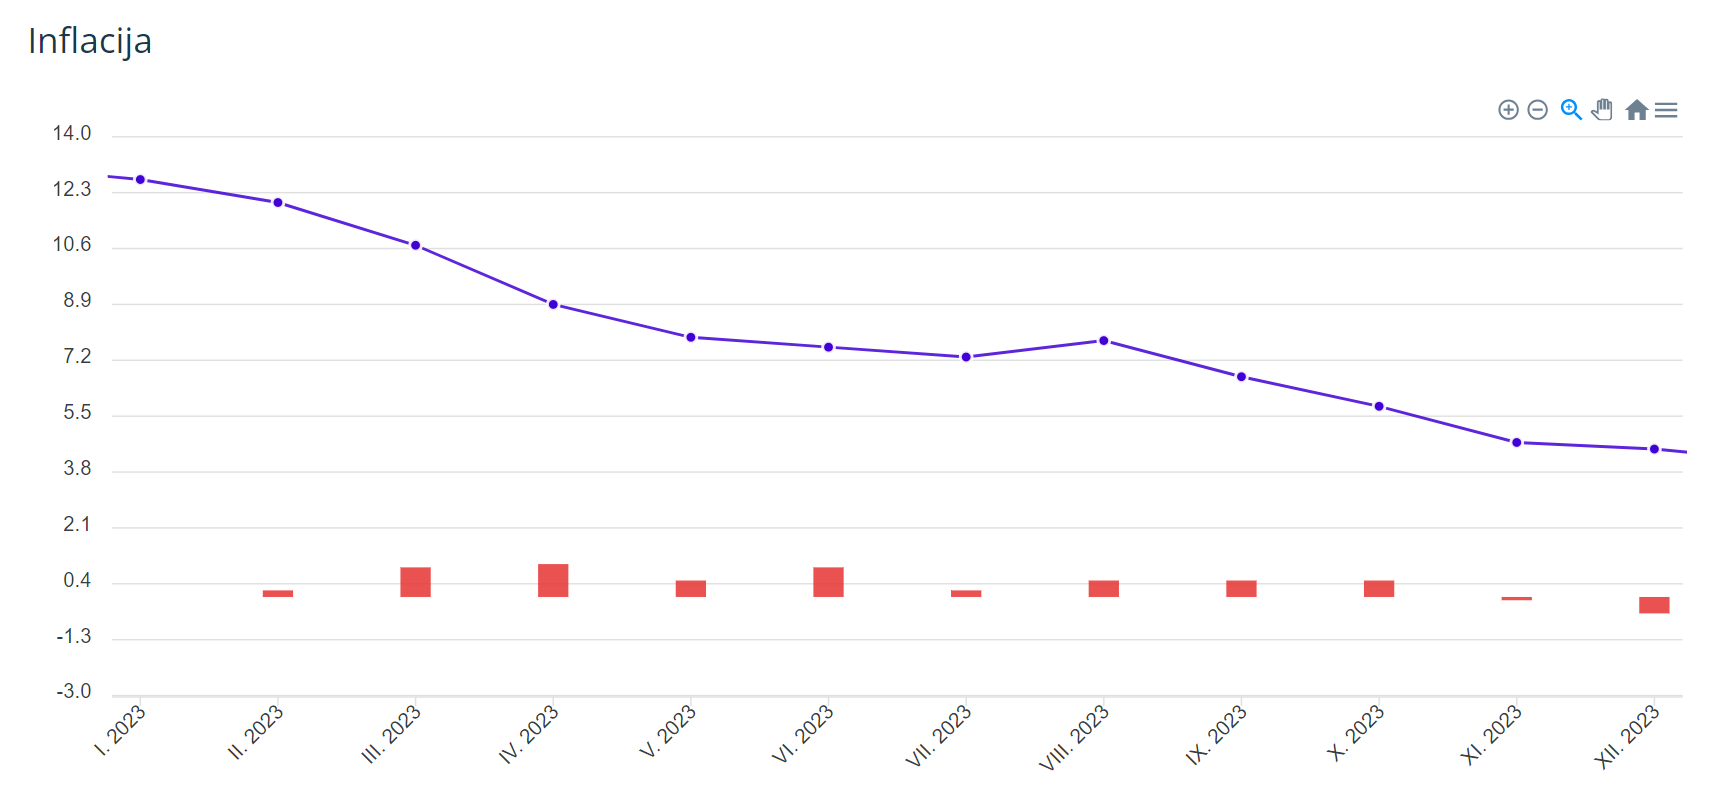 Inflacija
14.0
12.3
10.6
8.9
7.2
5.5
3.8
2.1
0.4
-1.3
-3.0
I. 2023
II. 2023
III. 2023
IV. 2023
V. 2023
VI. 2023
VII. 2023
VIII. 2023
IX. 2023
X. 2023
XI. 2023
XII. 2023